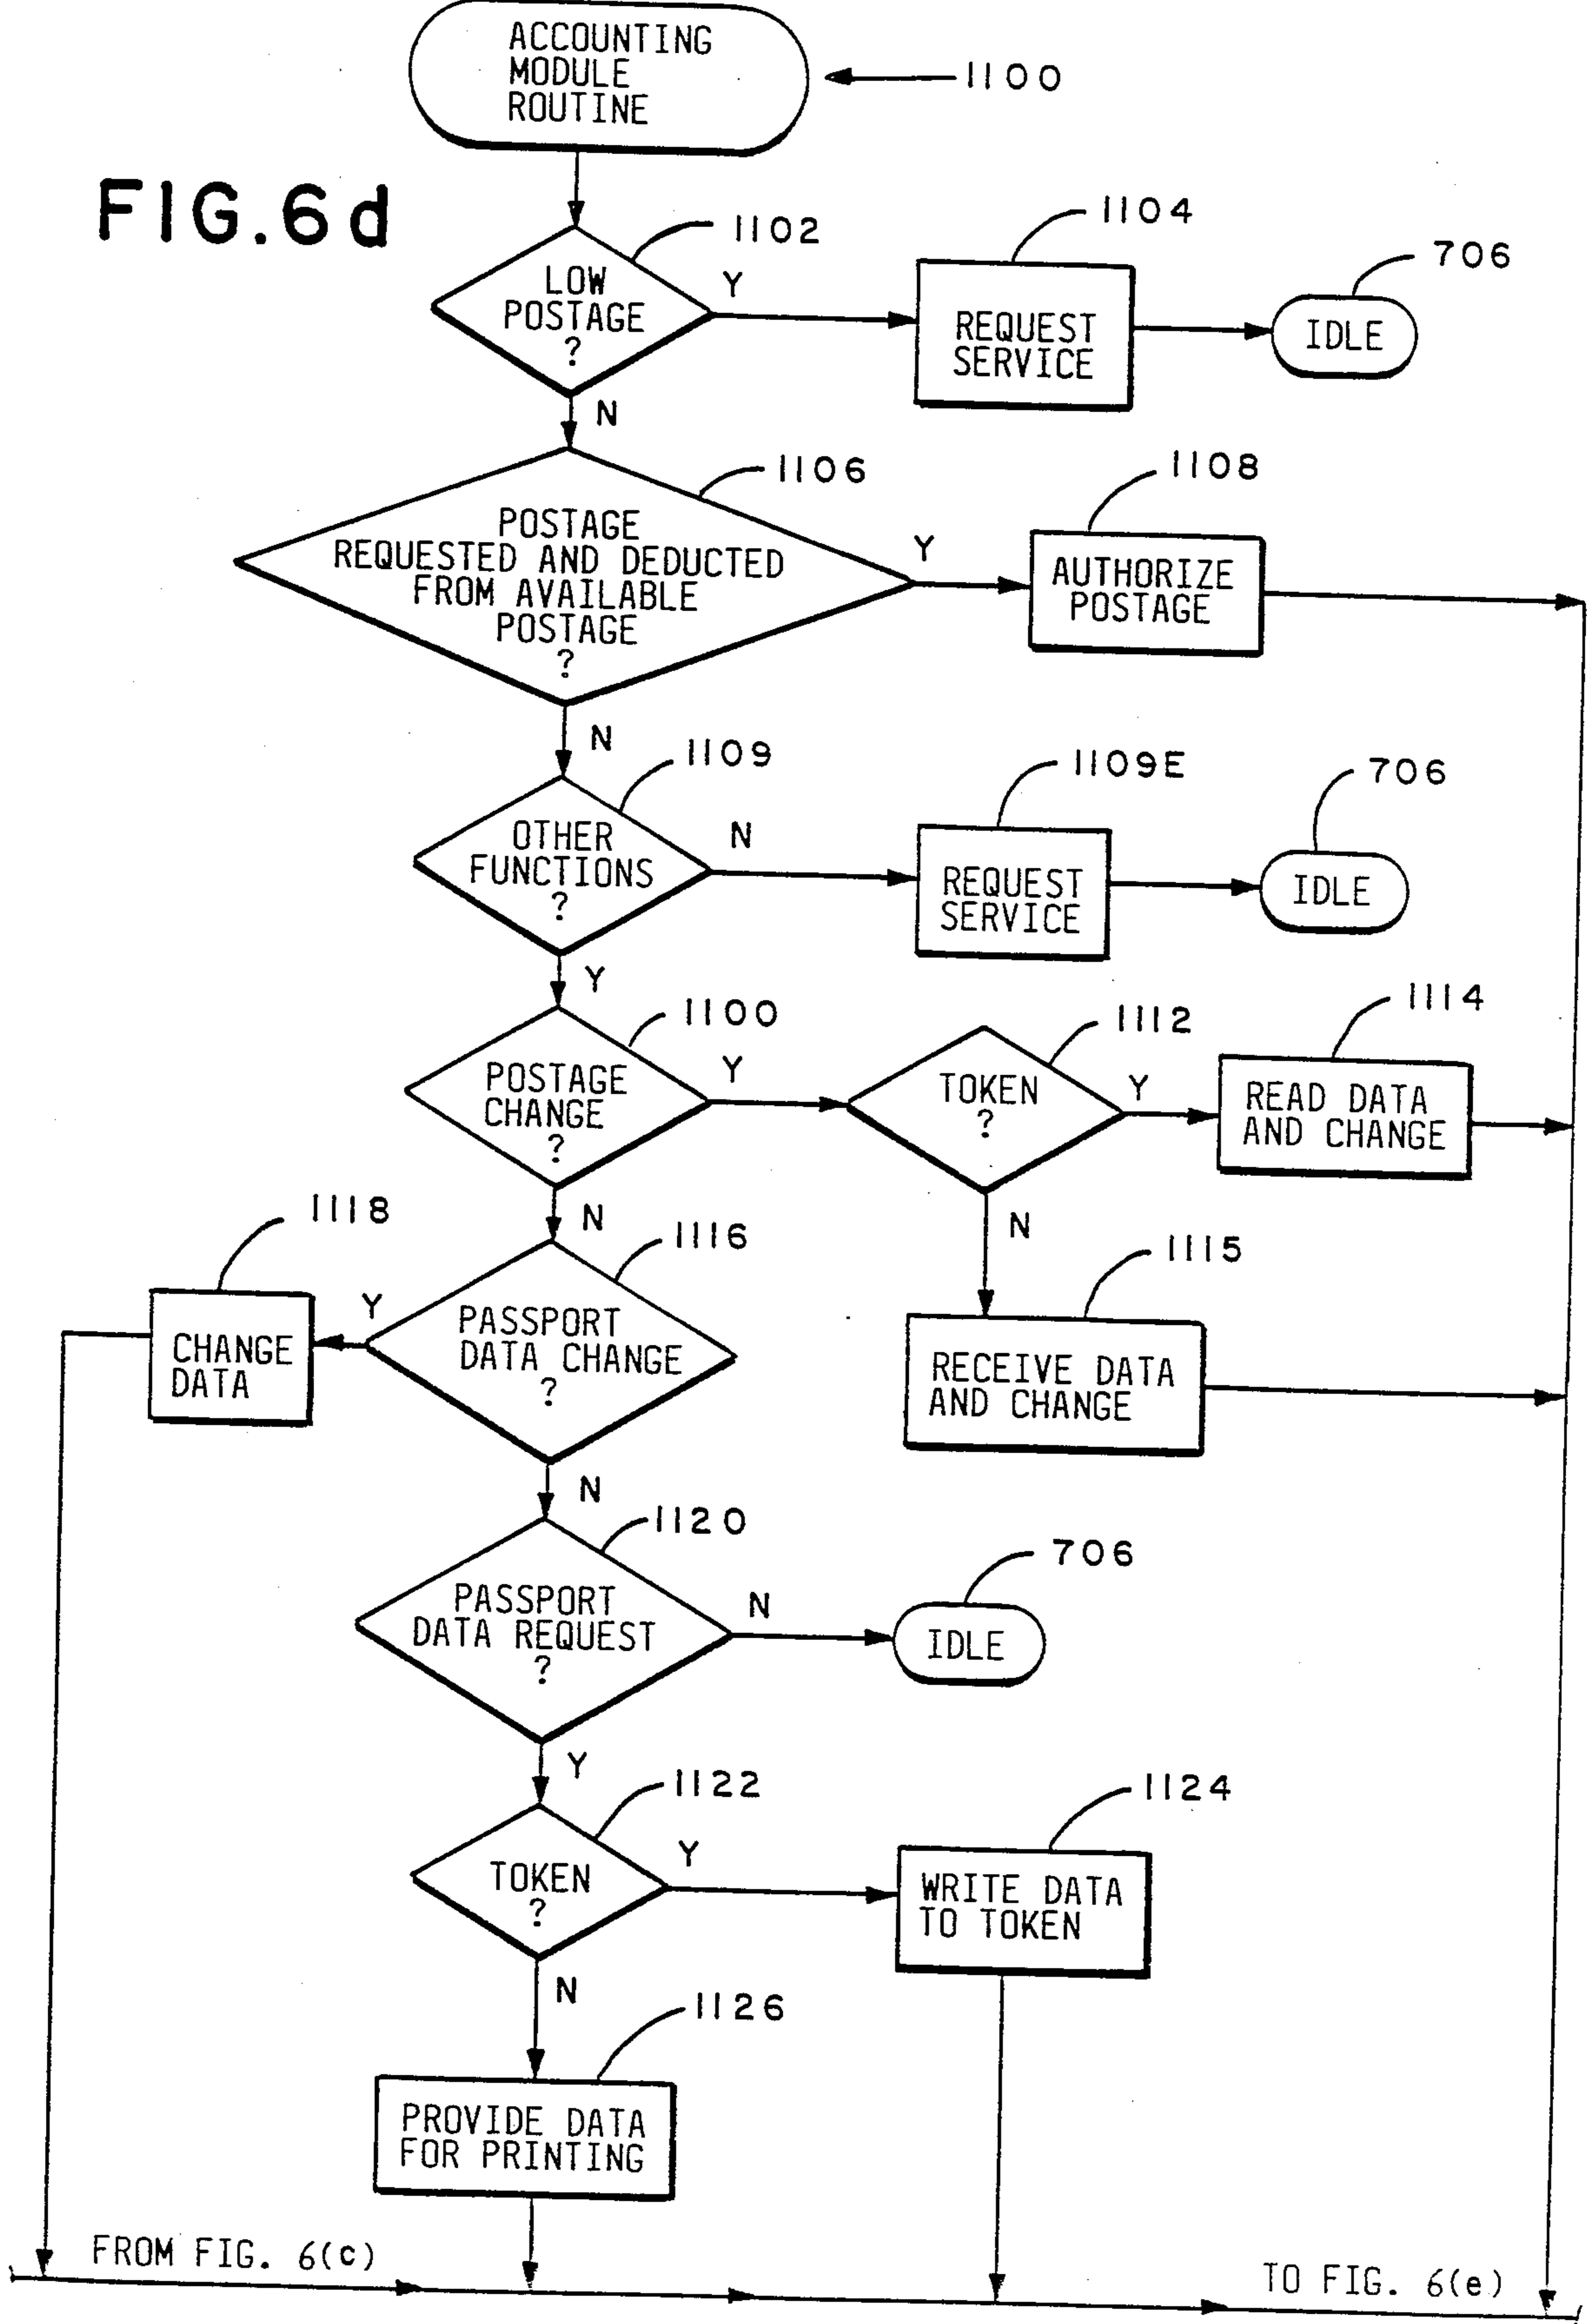 ACCOUNTING
MODULE
ROUTINE
1100
FIG.6d
1102
1104
706
LOW
POSTAGE
?
Y
REQUEST
SERVICE
IDLE
N
1106
1108
POSTAGE
REQUESTED AND DEDUCTED
FROM AVAILABLE
POSTAGE
?
Y
AUTHORIZE
POSTAGE
N
1109
1109E
706
OTHER
FUNCTIONS
?
N
REQUEST
SERVICE
IDLE
Y
1100
1112
1114
POSTAGE
CHANGE
?
Y
TOKEN
?
Y
READ DATA
AND CHANGE
N
N
1118
1116
1115
CHANGE
DATA
Y
PASSPORT
DATA CHANGE
?
RECEIVE DATA
AND CHANGE
N
1120
706
PASSPORT
DATA REQUEST
?
N
IDLE
Y
1122
1124
TOKEN
?
Y
WRITE DATA
TO TOKEN
N
1126
PROVIDE DATA
FOR PRINTING
FROM FIG. 6(c)
TO FIG. 6(e)